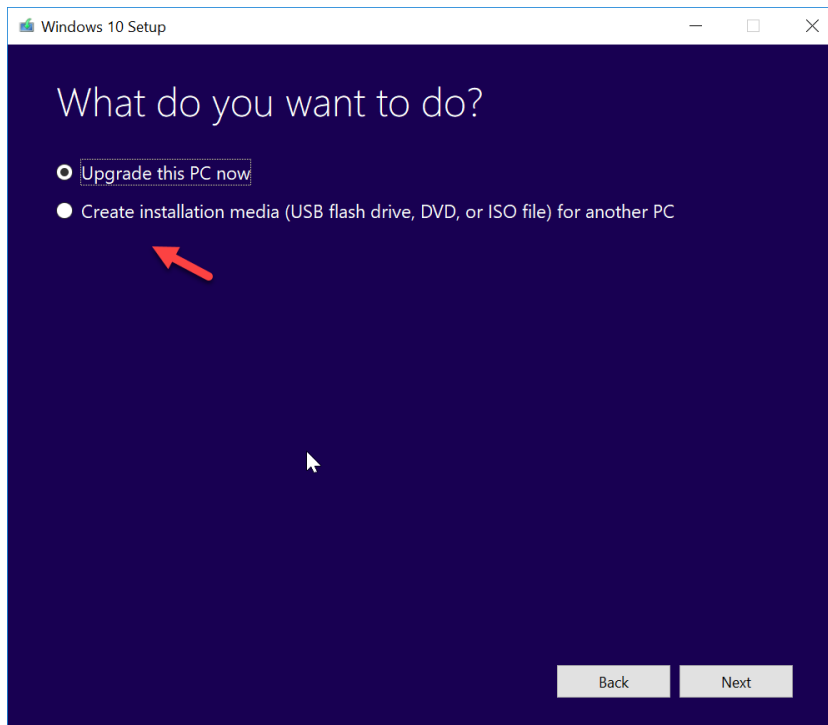 Windows 10 Setup
What do you want to do?
Upgrade this PC now
Create installation media (USB flash drive, DVD, or ISO file) for another PC
Back Next